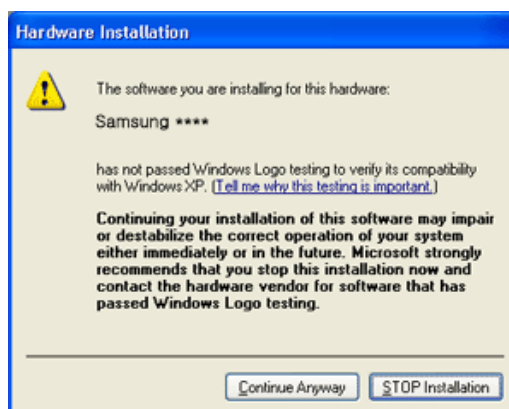 Hardware Installation
The software you are installing for this hardware:
Samsung ****
has not passed Windows Logo testing to verify its compatibility
with Windows XP. (Tell me why this testing is important.)
Continuing your installation of this software may impair
or destabilize the correct operation of your system
either immediately or in the future. Microsoft strongly
recommends that you stop this installation now and
contact the hardware vendor for software that has
passed Windows Logo testing.
Continue Anyway
STOP Installation